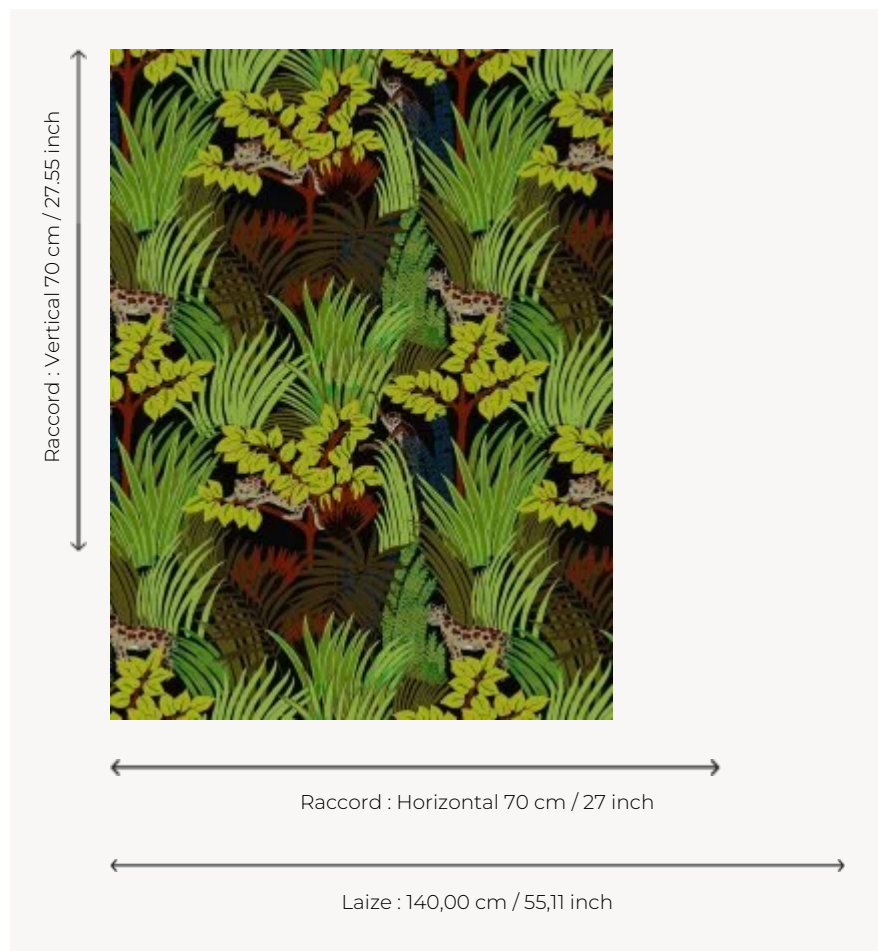 Raccord : Vertical 70 cm / 27.55 inch
Raccord : Horizontal 70 cm / 27 inch
Laize : 140,00 cm / 55,11 inch